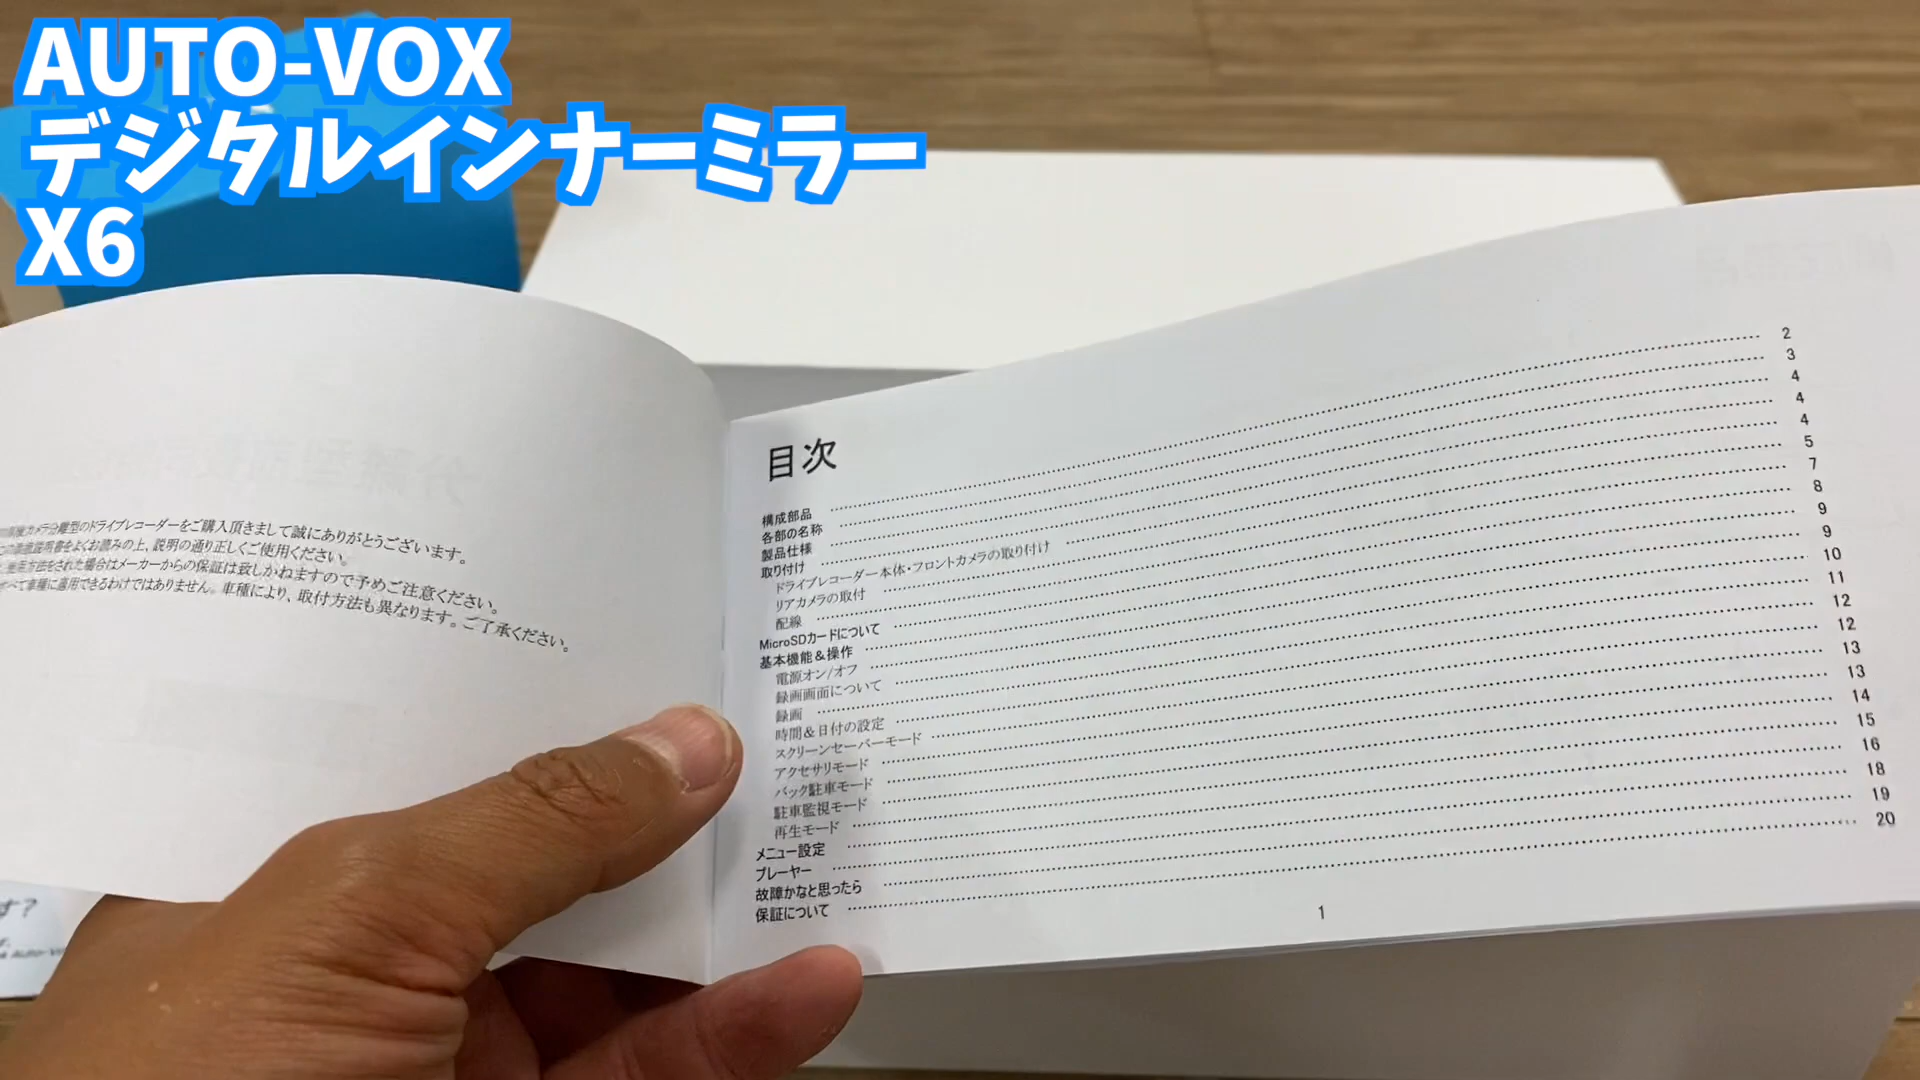 AUTO-VOX
デジタルインナーミラー
X6
カメラ分離型のドライブレコーダーをご購入頂きまして誠にありがとうございます。
説明書をよくお読みの上、説明の通り正しくご使用ください。
方法をされた場合はメーカーからの保証は致しかねますので予めご注意ください。
すべて車種に適用できるわけではありません。車種により、取付方法も異なります。ご了承ください。
目次
構成部品 2
各部の名称 3
製品仕様 4
取り付け 4
ドライブレコーダー本体・フロントカメラの取り付け 4
リアカメラの取付 5
配線 7
MicroSDカードについて 8
基本機能＆操作 9
電源オン/オフ 9
録画画面について 10
録画 11
時間＆日付の設定 12
スクリーンセーバーモード 12
アクセサリモード 13
バック駐車モード 13
駐車監視モード 14
再生モード 15
メニュー設定 16
プレーヤー 18
故障かなと思ったら 19
保証について 20
1
す?